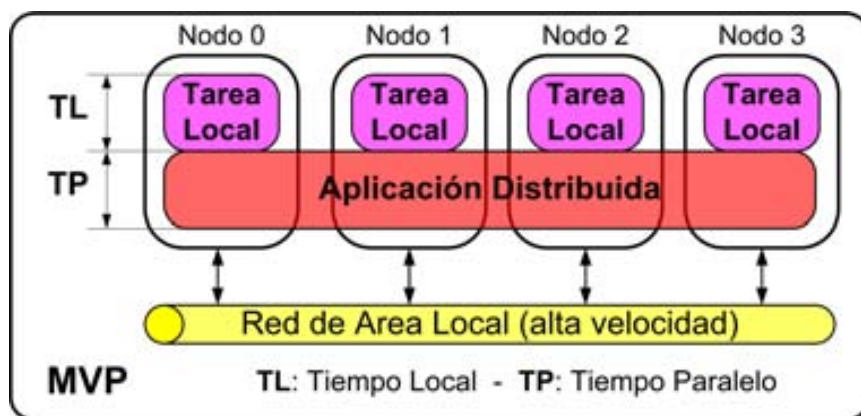 Nodo 0 Nodo 1 Nodo 2 Nodo 3
TL
Tarea Local
Tarea Local
Tarea Local
Tarea Local
TP
Aplicación Distribuida
Red de Area Local (alta velocidad)
MVP
TL: Tiempo Local - TP: Tiempo Paralelo